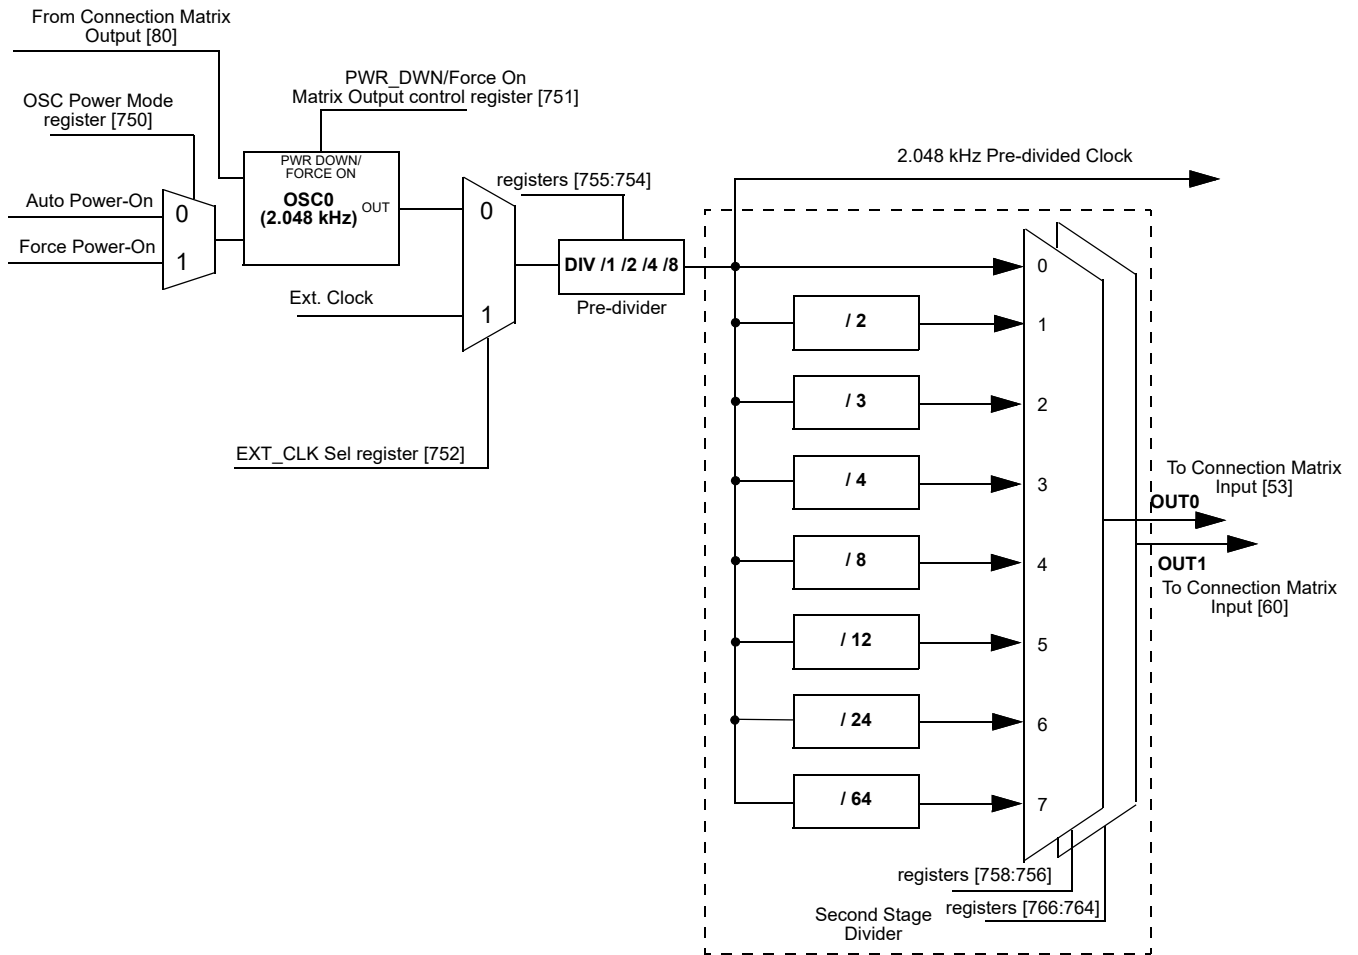 From Connection Matrix
Output [80]
PWR_DWN/Force On
Matrix Output control register [751]
OSC Power Mode
register [750]
Auto Power-On
Force Power-On
0
1
PWR DOWN/
FORCE ON
OSC0
(2.048 kHz)
OUT
Ext. Clock
0
1
EXT_CLK Sel register [752]
registers [755:754]
DIV /1 /2 /4 /8
Pre-divider
2.048 kHz Pre-divided Clock
0
/ 2
1
/ 3
2
/ 4
3
/ 8
4
/ 12
5
/ 24
6
/ 64
7
To Connection Matrix
Input [53]
OUT0
OUT1
To Connection Matrix
Input [60]
registers [758:756]
registers [766:764]
Second Stage
Divider